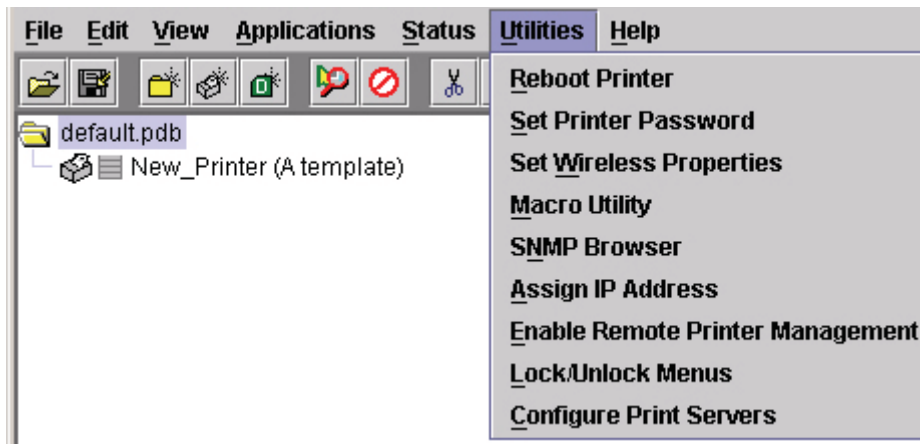 File Edit View Applications Status Utilities Help
default.pdb
New_Printer (A template)
Reboot Printer
Set Printer Password
Set Wireless Properties
Macro Utility
SNMP Browser
Assign IP Address
Enable Remote Printer Management
Lock/Unlock Menus
Configure Print Servers